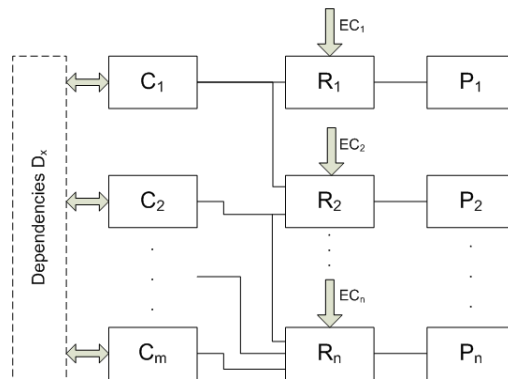 EC₁
C₁
R₁
P₁
EC₂
C₂
R₂
P₂
Dependencies Dₓ
ECₙ
Cₘ
Rₙ
Pₙ